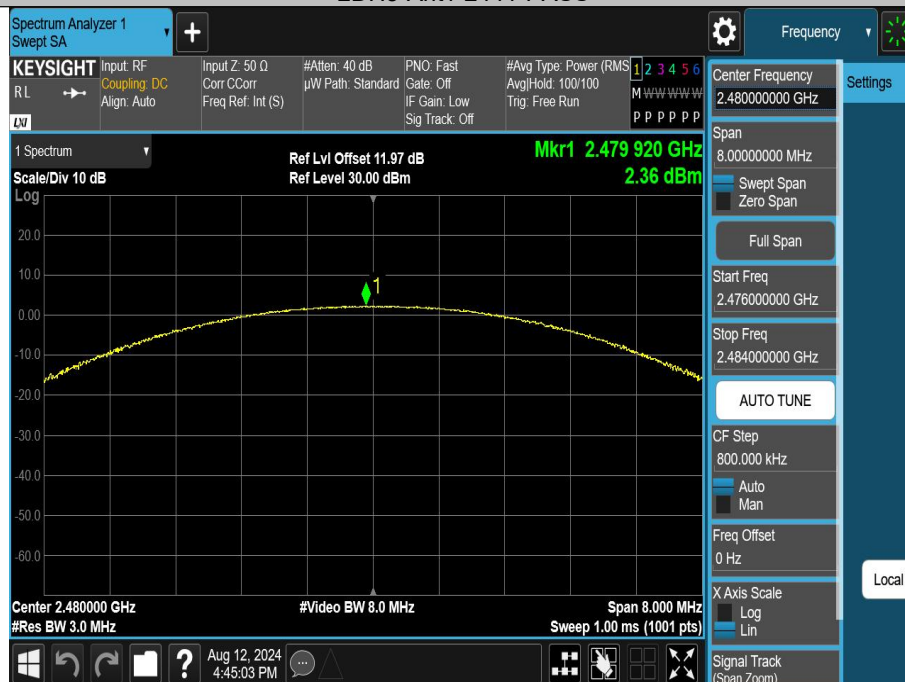 Spectrum Analyzer 1
Swept SA
+
Frequency
KEYSIGHT
RL
LXI
Input: RF
Coupling: DC
Align: Auto
Input Z: 50 Ω
Corr CCorr
Freq Ref: Int (S)
#Atten: 40 dB
µW Path: Standard
PNO: Fast
Gate: Off
IF Gain: Low
Sig Track: Off
#Avg Type: Power (RMS
Avg|Hold: 100/100
Trig: Free Run
1 2 3 4 5 6
M W W W W W
P P P P P P
1 Spectrum
Scale/Div 10 dB
Log
Ref Lvl Offset 11.97 dB
Ref Level 30.00 dBm
Mkr1 2.479 920 GHz
2.36 dBm
20.0
10.0
0.00
-10.0
-20.0
-30.0
-40.0
-50.0
-60.0
1
Center 2.480000 GHz
#Res BW 3.0 MHz
#Video BW 8.0 MHz
Span 8.000 MHz
Sweep 1.00 ms (1001 pts)
?
Aug 12, 2024
4:45:03 PM
Center Frequency
2.480000000 GHz
Settings
Span
8.00000000 MHz
Swept Span
Zero Span
Full Span
Start Freq
2.476000000 GHz
Stop Freq
2.484000000 GHz
AUTO TUNE
CF Step
800.000 kHz
Auto
Man
Freq Offset
0 Hz
Local
X Axis Scale
Log
Lin
Signal Track
(Span Zoom)